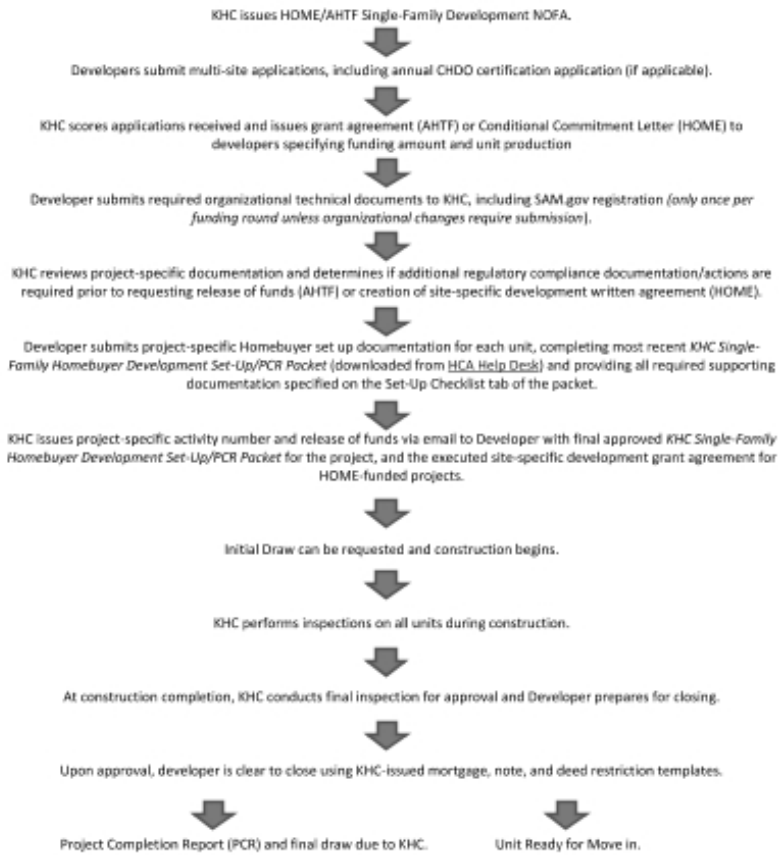 KHC issues HOME/AHTF Single-Family Development NOFA.
Developers submit multi-site applications, including annual CHDO certification application (if applicable).
KHC scores applications received and issues grant agreement (AHTF) or Conditional Commitment Letter (HOME) to
developers specifying funding amount and unit production
Developer submits required organizational technical documents to KHC, including SAM.gov registration (only once per
funding round unless organizational changes require submission).
KHC reviews project-specific documentation and determines if additional regulatory compliance documentation/actions are
required prior to requesting release of funds (AHTF) or creation of site-specific development written agreement (HOME).
Developer submits project-specific Homebuyer set up documentation for each unit, completing most recent KHC Single-
Family Homebuyer Development Set-Up/PCR Packet (downloaded from HCA Help Desk) and providing all required supporting
documentation specified on the Set-Up Checklist tab of the packet.
KHC issues project-specific activity number and release of funds via email to Developer with final approved KHC Single-Family
Homebuyer Development Set-Up/PCR Packet for the project, and the executed site-specific development grant agreement for
HOME-funded projects.
Initial Draw can be requested and construction begins.
KHC performs inspections on all units during construction.
At construction completion, KHC conducts final inspection for approval and Developer prepares for closing.
Upon approval, developer is clear to close using KHC-issued mortgage, note, and deed restriction templates.
Project Completion Report (PCR) and final draw due to KHC.
Unit Ready for Move in.